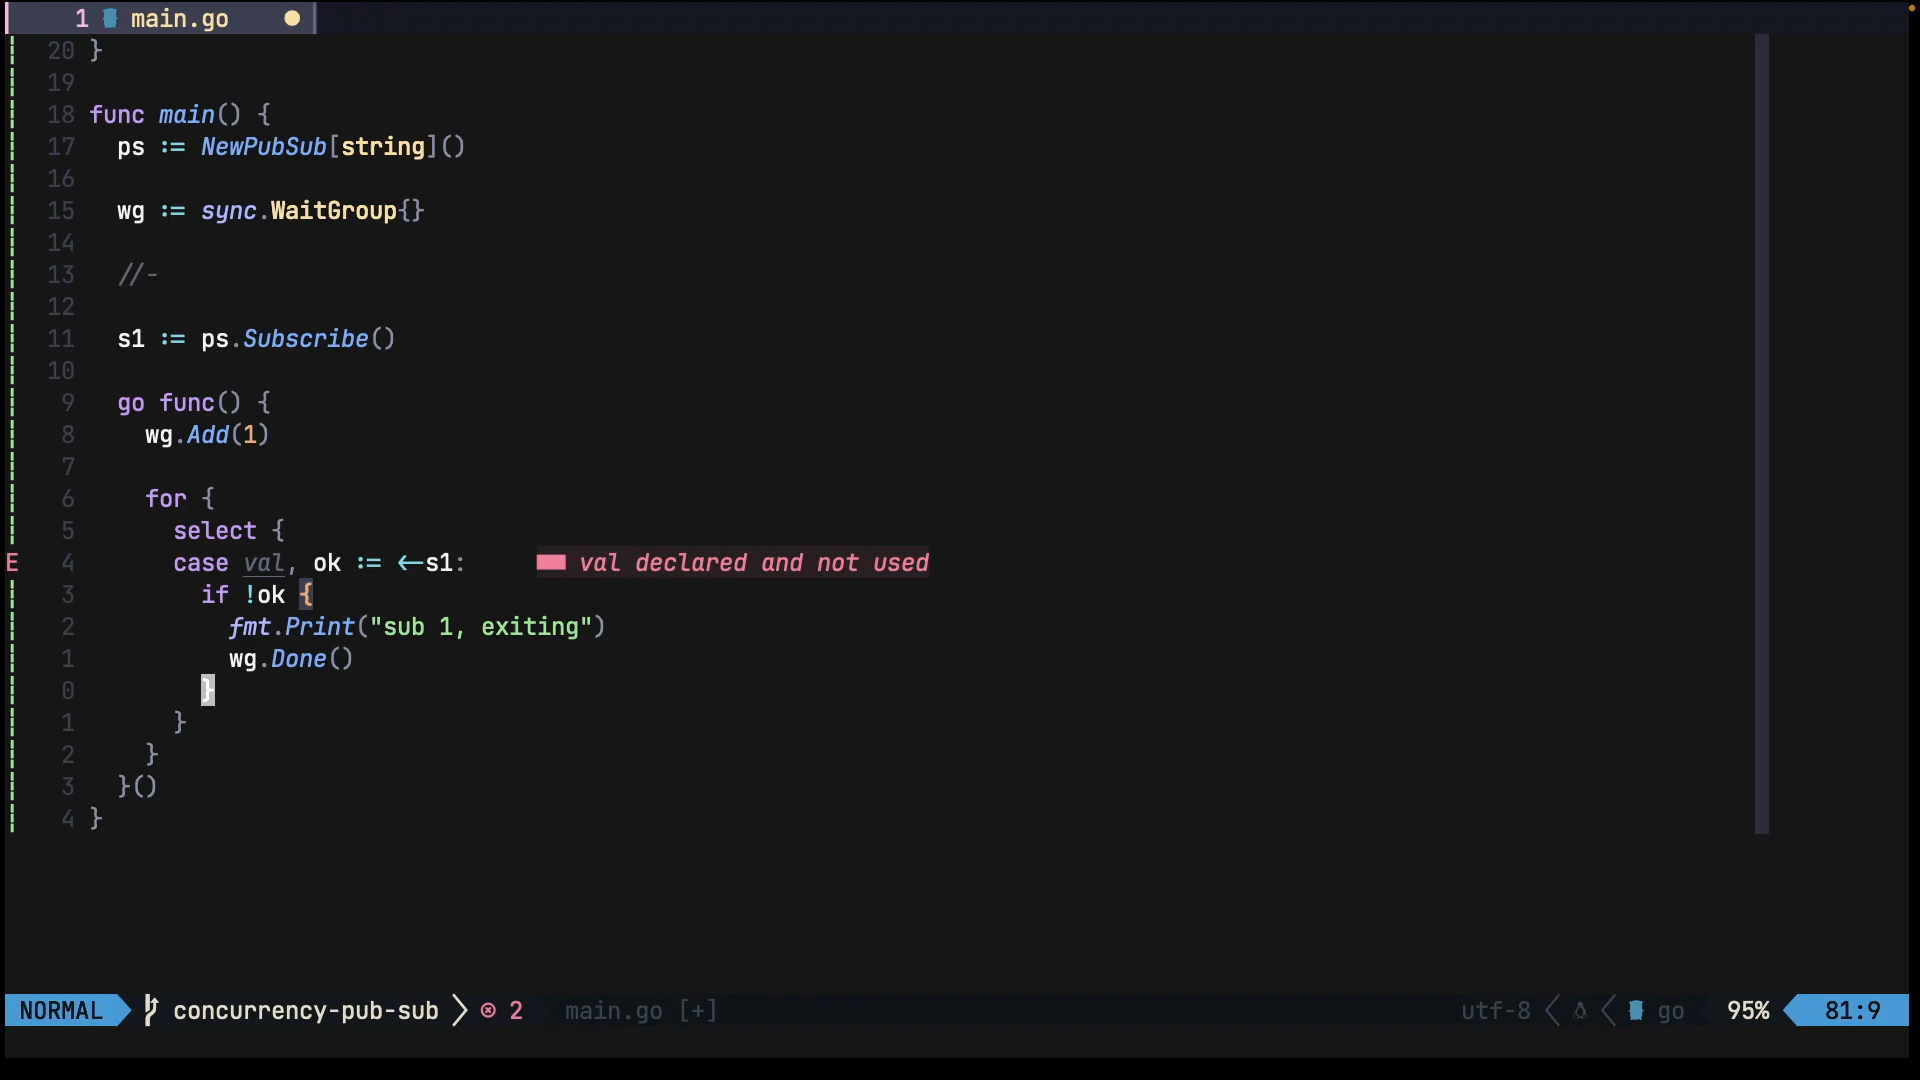 1 main.go
20 }
19
18 func main() {
17 ps := NewPubSub[string]()
16
15 wg := sync.WaitGroup{}
14
13 //-
12
11 s1 := ps.Subscribe()
10
9 go func() {
8 wg.Add(1)
7
6 for {
5 select {
E 4 case val, ok := <-s1: val declared and not used
3 if !ok {
2 fmt.Print("sub 1, exiting")
1 wg.Done()
0 }
1 }
2 }
3 }()
4 }
NORMAL concurrency-pub-sub 2 main.go [+] utf-8 go 95% 81:9